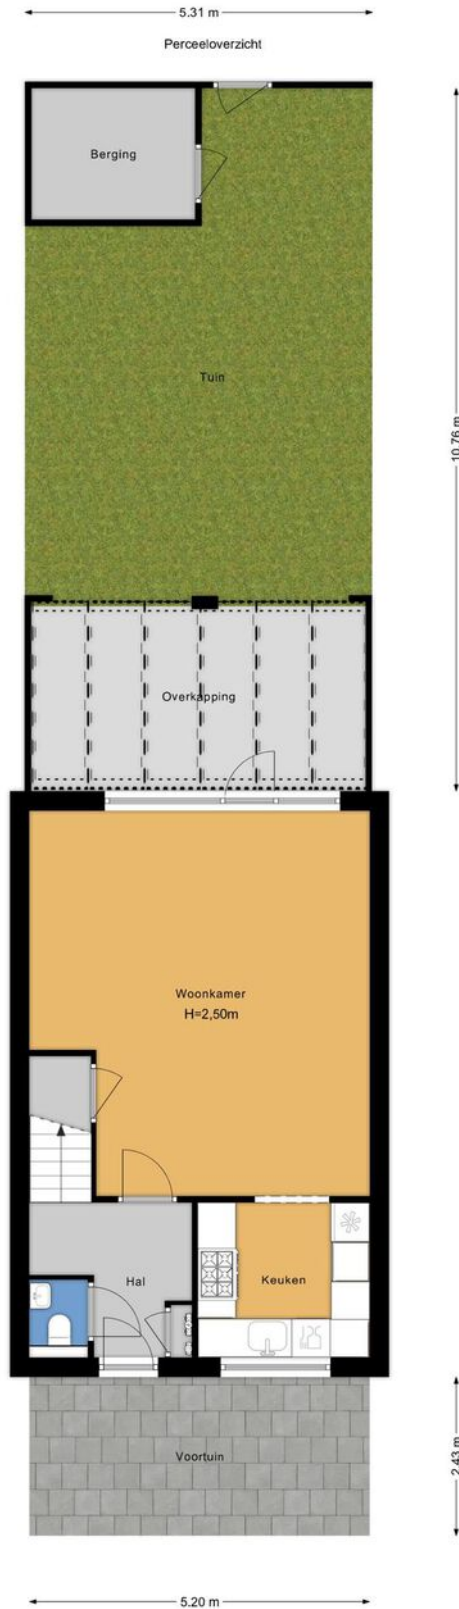 5.31 m
Perceeloverzicht
Berging
Tuin
10.76 m
Overkapping
Woonkamer
H=2,50m
Hal
Keuken
Voortuin
2.43 m
5.20 m